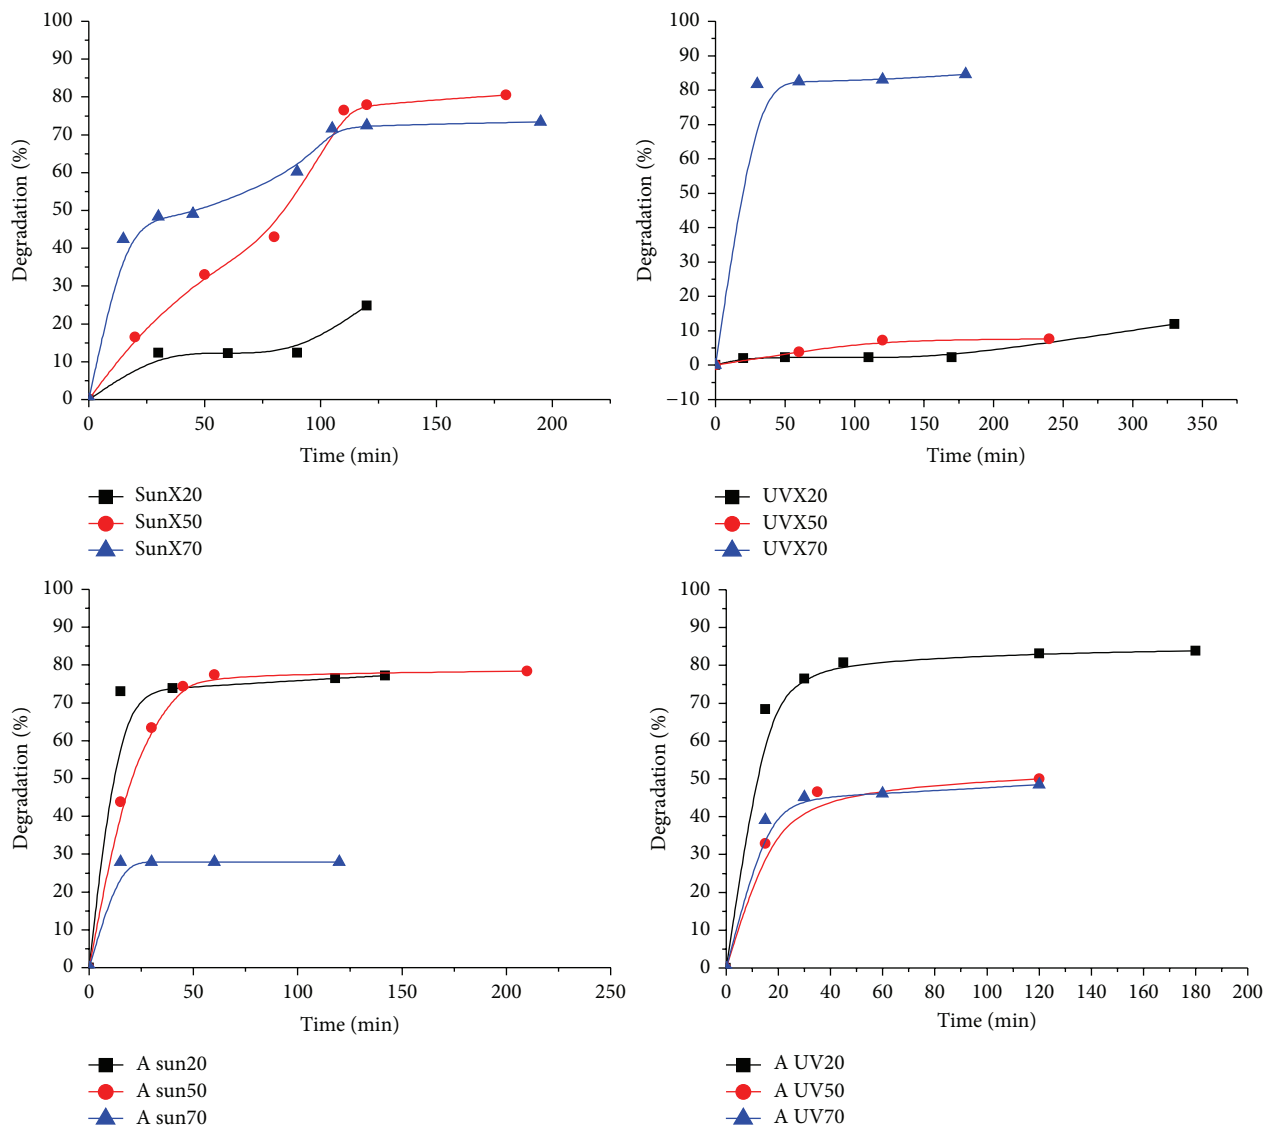 100
90
80
70
60
50
40
30
20
10
0
Degradation (%)
0 50 100 150 200
Time (min)
SunX20
SunX50
SunX70
100
90
80
70
60
50
40
30
20
10
0
−10
Degradation (%)
0 50 100 150 200 250 300 350
Time (min)
UVX20
UVX50
UVX70
100
90
80
70
60
50
40
30
20
10
0
Degradation (%)
0 50 100 150 200 250
Time (min)
A sun20
A sun50
A sun70
100
90
80
70
60
50
40
30
20
10
0
Degradation (%)
0 20 40 60 80 100 120 140 160 180 200
Time (min)
A UV20
A UV50
A UV70